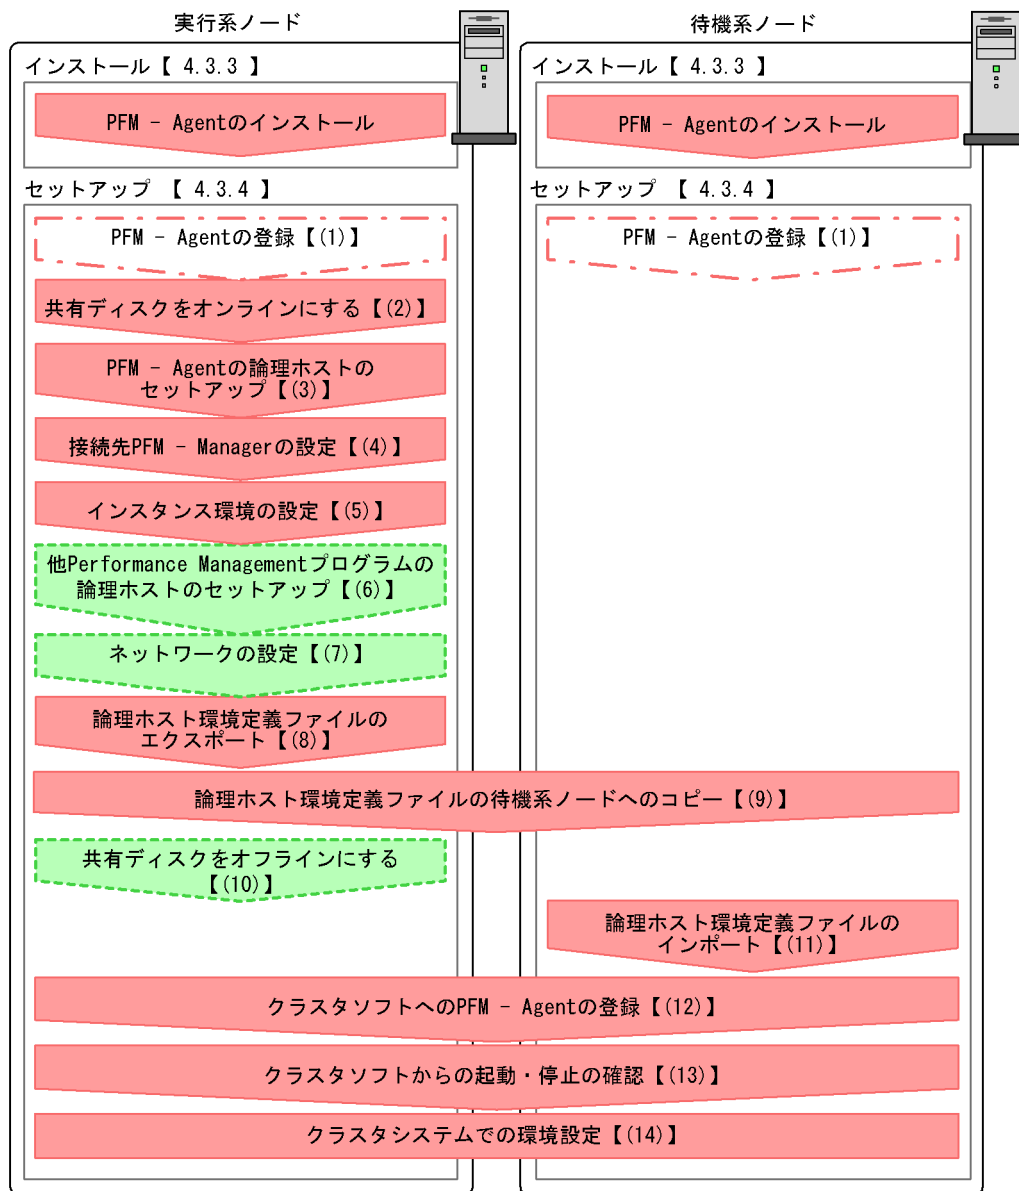 実行系ノード
待機系ノード
インストール【 4.3.3 】
インストール【 4.3.3 】
PFM － Agentのインストール
PFM － Agentのインストール
セットアップ 【 4.3.4 】
セットアップ 【 4.3.4 】
PFM － Agentの登録【(1)】
PFM － Agentの登録【(1)】
共有ディスクをオンラインにする【(2)】
PFM － Agentの論理ホストの
セットアップ【(3)】
接続先PFM － Managerの設定【(4)】
インスタンス環境の設定【(5)】
他Performance Managementプログラムの
論理ホストのセットアップ【(6)】
ネットワークの設定【(7)】
論理ホスト環境定義ファイルの
エクスポート【(8)】
論理ホスト環境定義ファイルの待機系ノードへのコピー【(9)】
共有ディスクをオフラインにする
【(10)】
論理ホスト環境定義ファイルの
インポート【(11)】
クラスタソフトへのPFM － Agentの登録【(12)】
クラスタソフトからの起動・停止の確認【(13)】
クラスタシステムでの環境設定【(14)】